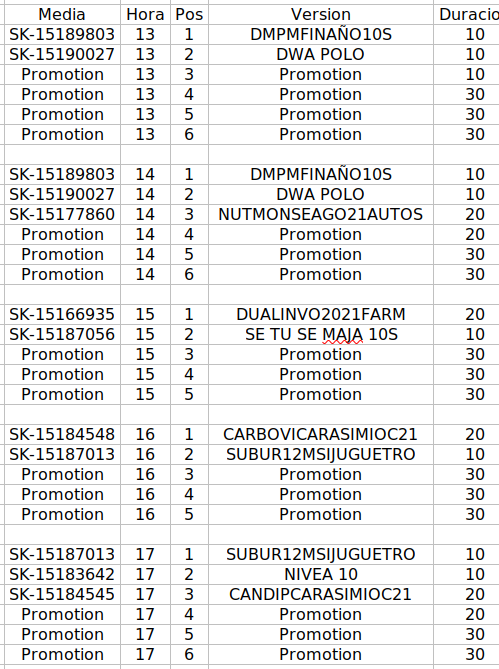 Media Hora Pos Version Duracio
SK-15189803 13 1 DMPMFINAÑO10S 10
SK-15190027 13 2 DWA POLO 10
Promotion 13 3 Promotion 10
Promotion 13 4 Promotion 30
Promotion 13 5 Promotion 30
Promotion 13 6 Promotion 30
SK-15189803 14 1 DMPMFINAÑO10S 10
SK-15190027 14 2 DWA POLO 10
SK-15177860 14 3 NUTMONSEAGO21AUTOS 20
Promotion 14 4 Promotion 20
Promotion 14 5 Promotion 30
Promotion 14 6 Promotion 30
SK-15166935 15 1 DUALINVO2021FARM 20
SK-15187056 15 2 SE TU SE MAJA 10S 10
Promotion 15 3 Promotion 30
Promotion 15 4 Promotion 30
Promotion 15 5 Promotion 30
SK-15184548 16 1 CARBOVICARASIMIOC21 20
SK-15187013 16 2 SUBUR12MSIJUGUETRO 10
Promotion 16 3 Promotion 30
Promotion 16 4 Promotion 30
Promotion 16 5 Promotion 30
SK-15187013 17 1 SUBUR12MSIJUGUETRO 10
SK-15183642 17 2 NIVEA 10 10
SK-15184545 17 3 CANDIPCARASIMIOC21 20
Promotion 17 4 Promotion 20
Promotion 17 5 Promotion 30
Promotion 17 6 Promotion 30